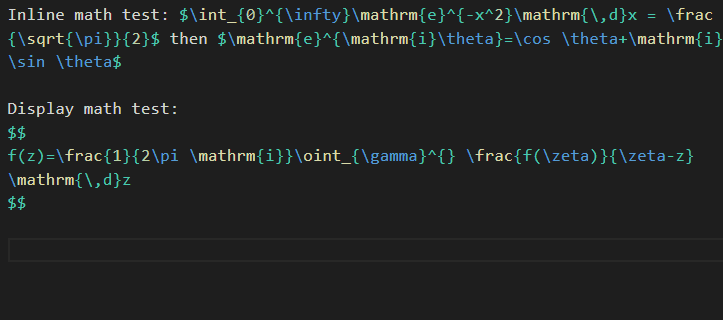 Inline math test: $\int_{0}^{\infty}\mathrm{e}^{-x^2}\mathrm{\,d}x = \frac
{\sqrt{\pi}}{2}$ then $\mathrm{e}^{\mathrm{i}\theta}=\cos \theta+\mathrm{i}
\sin \theta$
Display math test:
$$
f(z)=\frac{1}{2\pi \mathrm{i}}\oint_{\gamma}^{} \frac{f(\zeta)}{\zeta-z}
\mathrm{\,d}z
$$